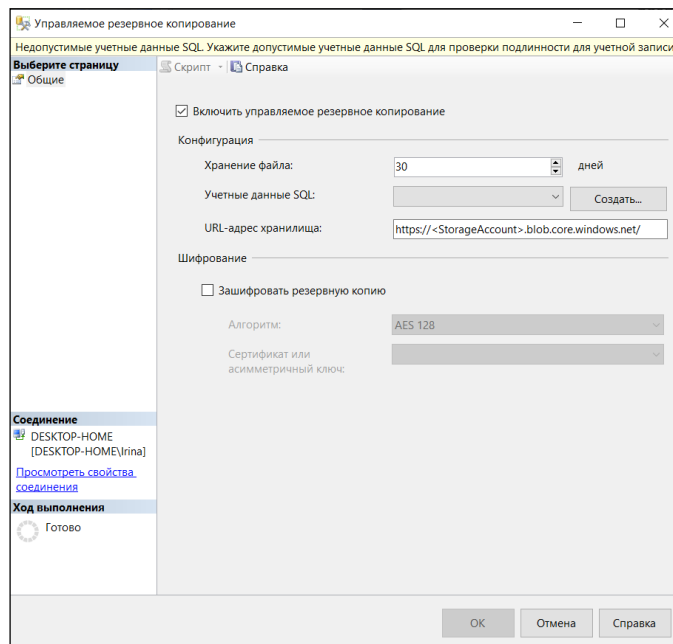 Управляемое резервное копирование
Недопустимые учетные данные SQL. Укажите допустимые учетные данные SQL для проверки подлинности для учетной записи
Выберите страницу
Общие
Скрипт
Справка
Включить управляемое резервное копирование
Конфигурация
Хранение файла:
30
дней
Учетные данные SQL:
Создать...
URL-адрес хранилища:
https://<StorageAccount>.blob.core.windows.net/
Шифрование
Зашифровать резервную копию
Алгоритм:
AES 128
Сертификат или
асимметричный ключ:
Соединение
DESKTOP-HOME
[DESKTOP-HOME\Irina]
Просмотреть свойства
соединения
Ход выполнения
Готово
OK
Отмена
Справка